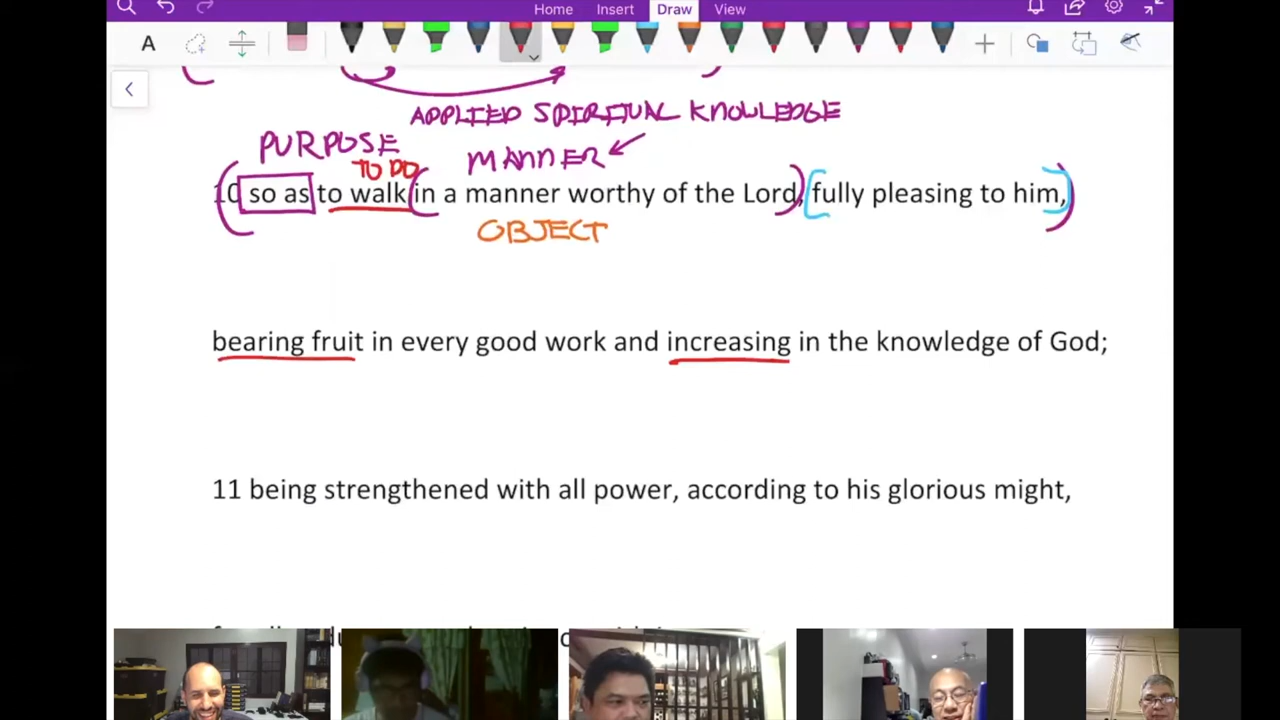 Home Insert Draw View
A
APPLIED SPIRITUAL KNOWLEDGE
PURPOSE
MANNER
TO DO
10 so as to walk in a manner worthy of the Lord, fully pleasing to him,
OBJECT
bearing fruit in every good work and increasing in the knowledge of God;
11 being strengthened with all power, according to his glorious might,